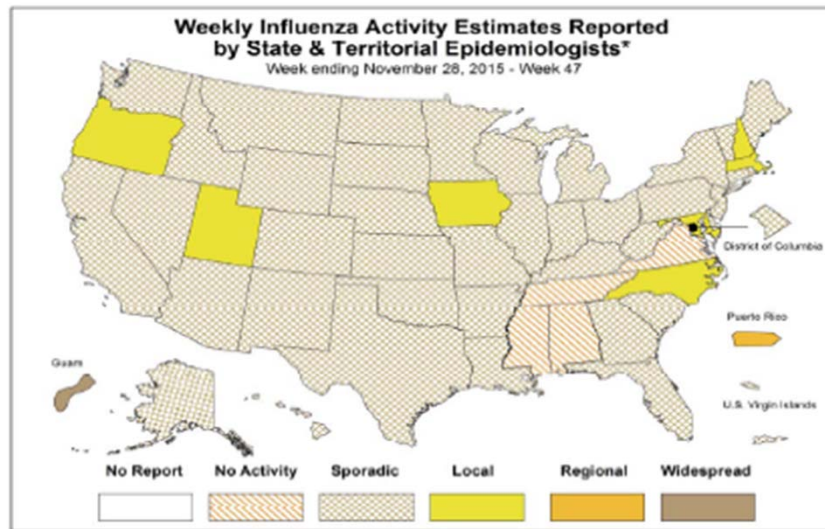 Weekly Influenza Activity Estimates Reported
by State & Territorial Epidemiologists*
Week ending November 28, 2015 - Week 47
District of Columbia
Puerto Rico
Guam
U.S. Virgin Islands
No Report No Activity Sporadic Local Regional Widespread